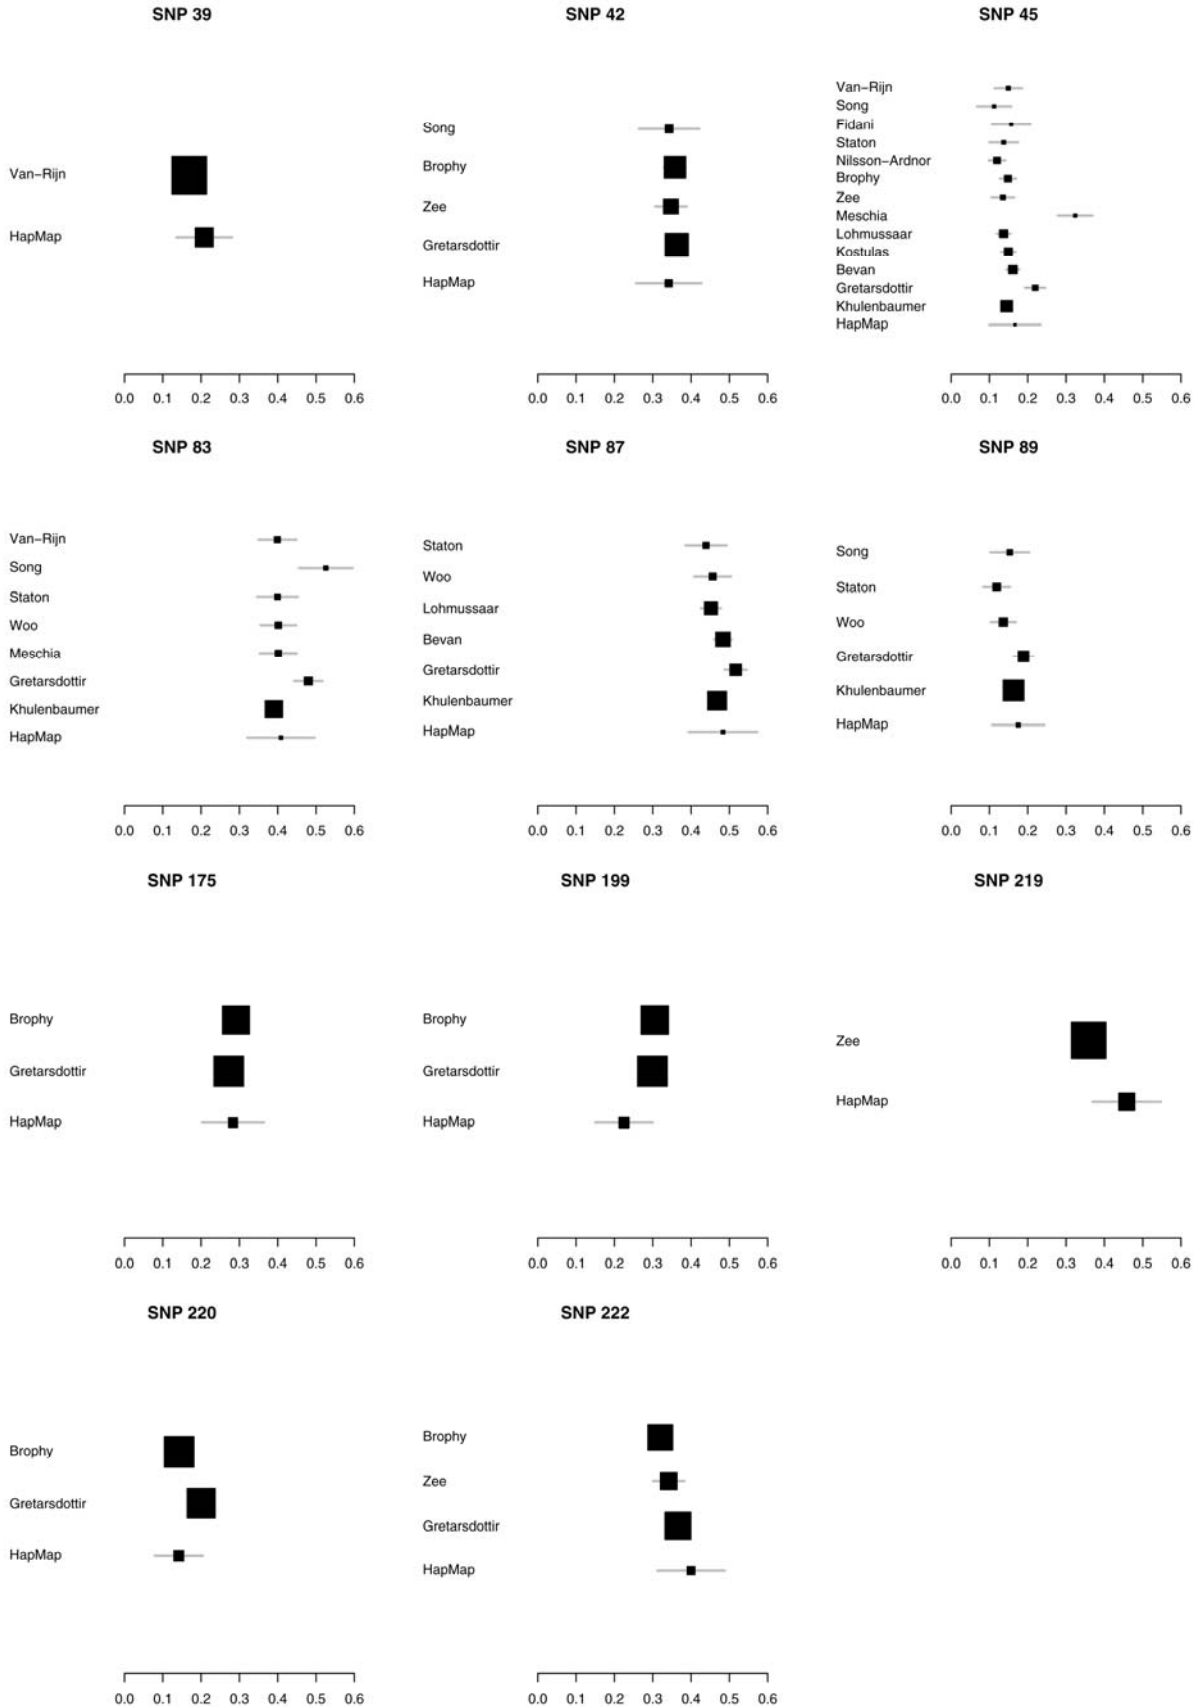 SNP 39
Van-Rijn
HapMap
0.0 0.1 0.2 0.3 0.4 0.5 0.6
SNP 42
Song
Brophy
Zee
Gretarsdottir
HapMap
0.0 0.1 0.2 0.3 0.4 0.5 0.6
SNP 45
Van-Rijn
Song
Fidani
Staton
Nilsson-Ardnor
Brophy
Zee
Meschia
Lohmussaar
Kostulas
Bevan
Gretarsdottir
Khulenbaumer
HapMap
0.0 0.1 0.2 0.3 0.4 0.5 0.6
SNP 83
Van-Rijn
Song
Staton
Woo
Meschia
Gretarsdottir
Khulenbaumer
HapMap
0.0 0.1 0.2 0.3 0.4 0.5 0.6
SNP 87
Staton
Woo
Lohmussaar
Bevan
Gretarsdottir
Khulenbaumer
HapMap
0.0 0.1 0.2 0.3 0.4 0.5 0.6
SNP 89
Song
Staton
Woo
Gretarsdottir
Khulenbaumer
HapMap
0.0 0.1 0.2 0.3 0.4 0.5 0.6
SNP 175
Brophy
Gretarsdottir
HapMap
0.0 0.1 0.2 0.3 0.4 0.5 0.6
SNP 199
Brophy
Gretarsdottir
HapMap
0.0 0.1 0.2 0.3 0.4 0.5 0.6
SNP 219
Zee
HapMap
0.0 0.1 0.2 0.3 0.4 0.5 0.6
SNP 220
Brophy
Gretarsdottir
HapMap
0.0 0.1 0.2 0.3 0.4 0.5 0.6
SNP 222
Brophy
Zee
Gretarsdottir
HapMap
0.0 0.1 0.2 0.3 0.4 0.5 0.6